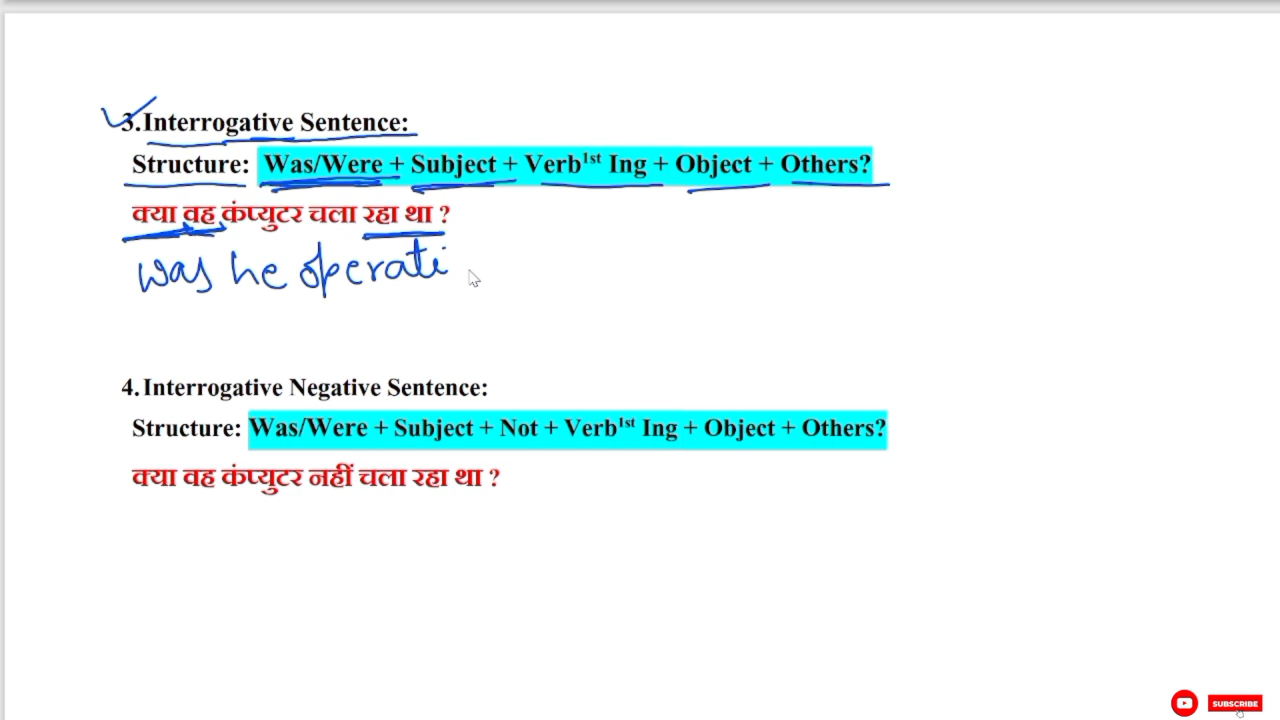 3. Interrogative Sentence:
Structure: Was/Were + Subject + Verb1st Ing + Object + Others?
क्या वह कंप्युटर चला रहा था ?
was he operati
4. Interrogative Negative Sentence:
Structure: Was/Were + Subject + Not + Verb1st Ing + Object + Others?
क्या वह कंप्युटर नहीं चला रहा था ?
SUBSCRIBE